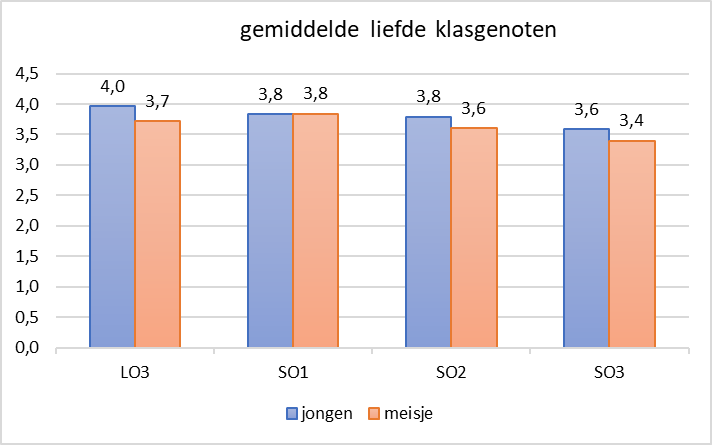 gemiddelde liefde klasgenoten
4,5
4,0
3,5
3,0
2,5
2,0
1,5
1,0
0,5
0,0
4,0
3,7
3,8
3,8
3,8
3,6
3,6
3,4
LO3
SO1
SO2
SO3
jongen
meisje